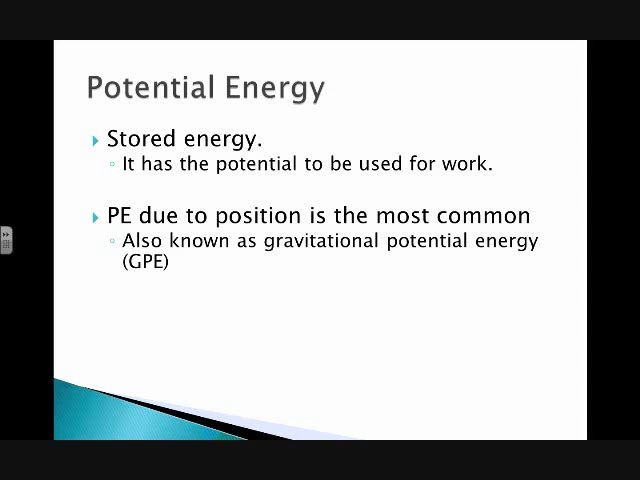 Potential Energy
Stored energy.
It has the potential to be used for work.
PE due to position is the most common
Also known as gravitational potential energy
(GPE)